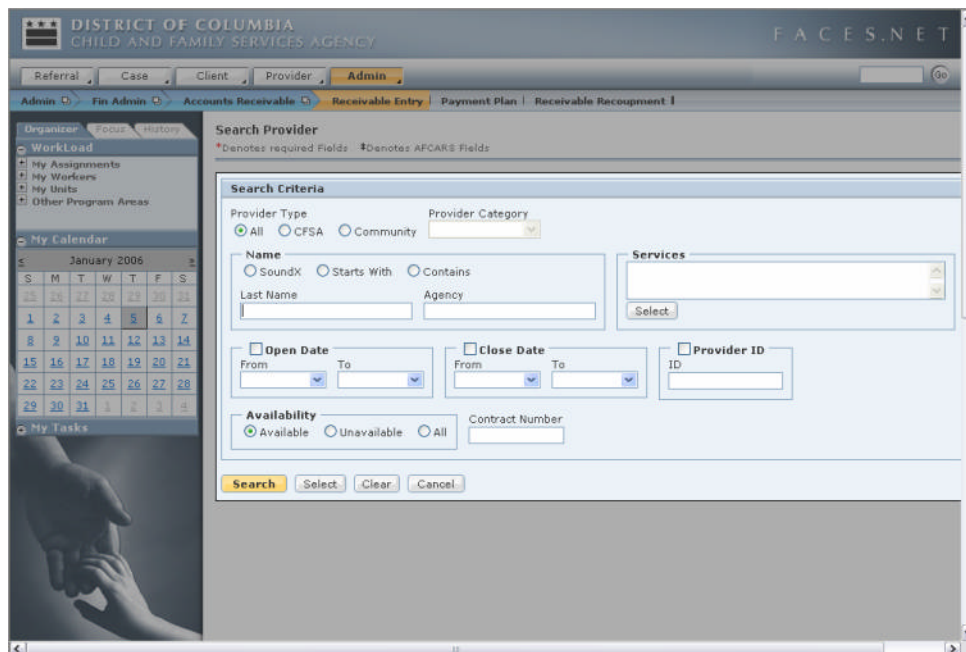 DISTRICT OF COLUMBIA
CHILD AND FAMILY SERVICES AGENCY
FACES.NET
Referral Case Client Provider Admin Go
Admin Fin Admin Accounts Receivable Receivable Entry Payment Plan Receivable Recoupment
Organizer Focus History
WorkLoad
My Assignments
My Workers
My Units
Other Program Areas
My Calendar
January 2006
S M T W T F S
25 26 27 28 29 30 31
1 2 3 4 5 6 7
8 9 10 11 12 13 14
15 16 17 18 19 20 21
22 23 24 25 26 27 28
29 30 31 1 2 3 4
My Tasks
Search Provider
*Denotes required Fields ‡Denotes AFCARS Fields
Search Criteria
Provider Type Provider Category
All CFSA Community
Name Services
SoundX Starts With Contains
Last Name Agency
Select
Open Date Close Date Provider ID
From To From To ID
Availability Contract Number
Available Unavailable All
Search Select Clear Cancel